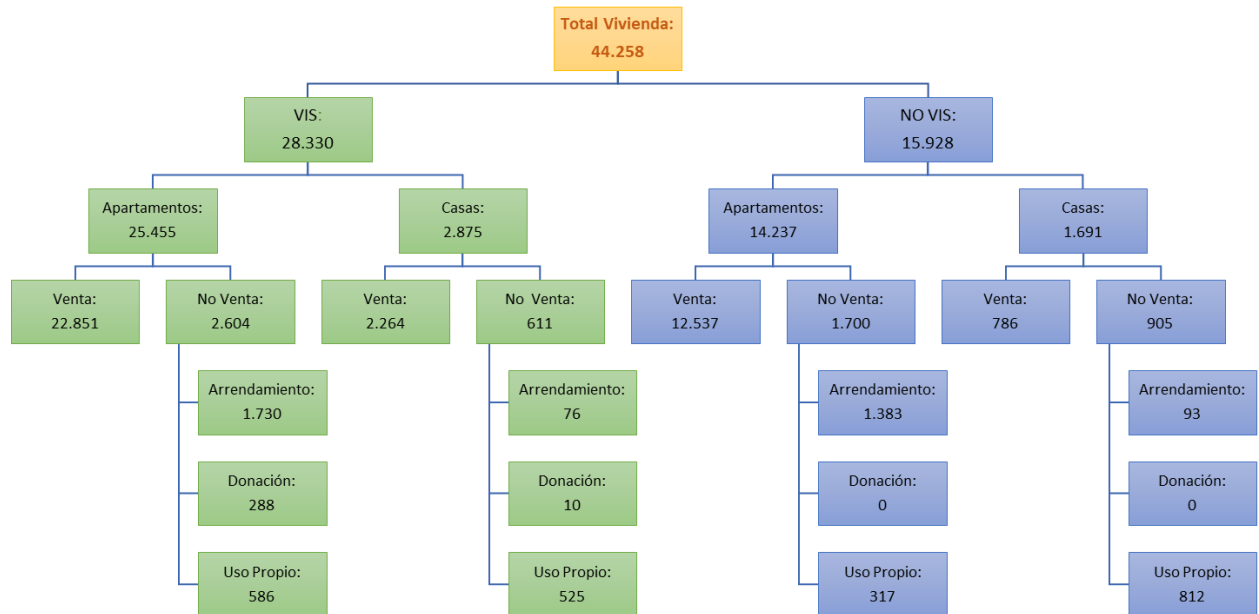 Total Vivienda:
44.258
VIS:
28.330
NO VIS:
15.928
Apartamentos:
25.455
Casas:
2.875
Apartamentos:
14.237
Casas:
1.691
Venta:
22.851
No Venta:
2.604
Venta:
2.264
No Venta:
611
Venta:
12.537
No Venta:
1.700
Venta:
786
No Venta:
905
Arrendamiento:
1.730
Arrendamiento:
76
Arrendamiento:
1.383
Arrendamiento:
93
Donación:
288
Donación:
10
Donación:
0
Donación:
0
Uso Propio:
586
Uso Propio:
525
Uso Propio:
317
Uso Propio:
812